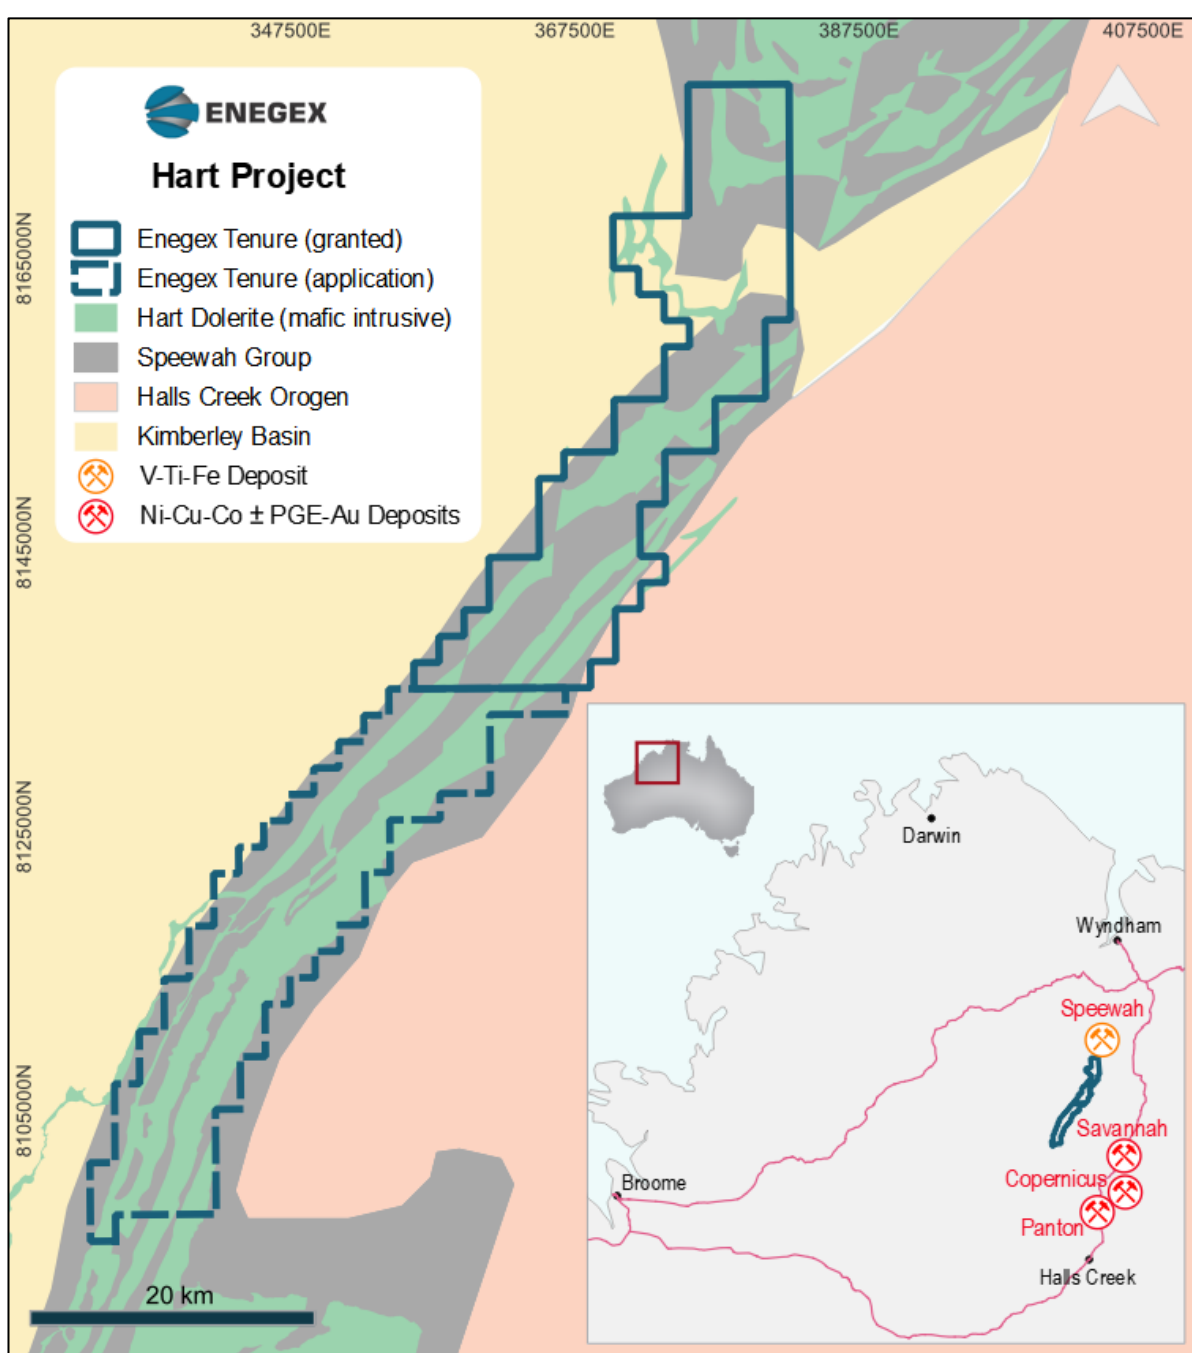 347500E 367500E 387500E 407500E
ENEGEX
Hart Project
Enegex Tenure (granted)
Enegex Tenure (application)
Hart Dolerite (mafic intrusive)
Speewah Group
Halls Creek Orogen
Kimberley Basin
V-Ti-Fe Deposit
Ni-Cu-Co ± PGE-Au Deposits
8165000N
8145000N
8125000N
8105000N
20 km
Darwin
Wyndham
Speewah
Savannah
Copernicus
Broome
Panton
Halls Creek